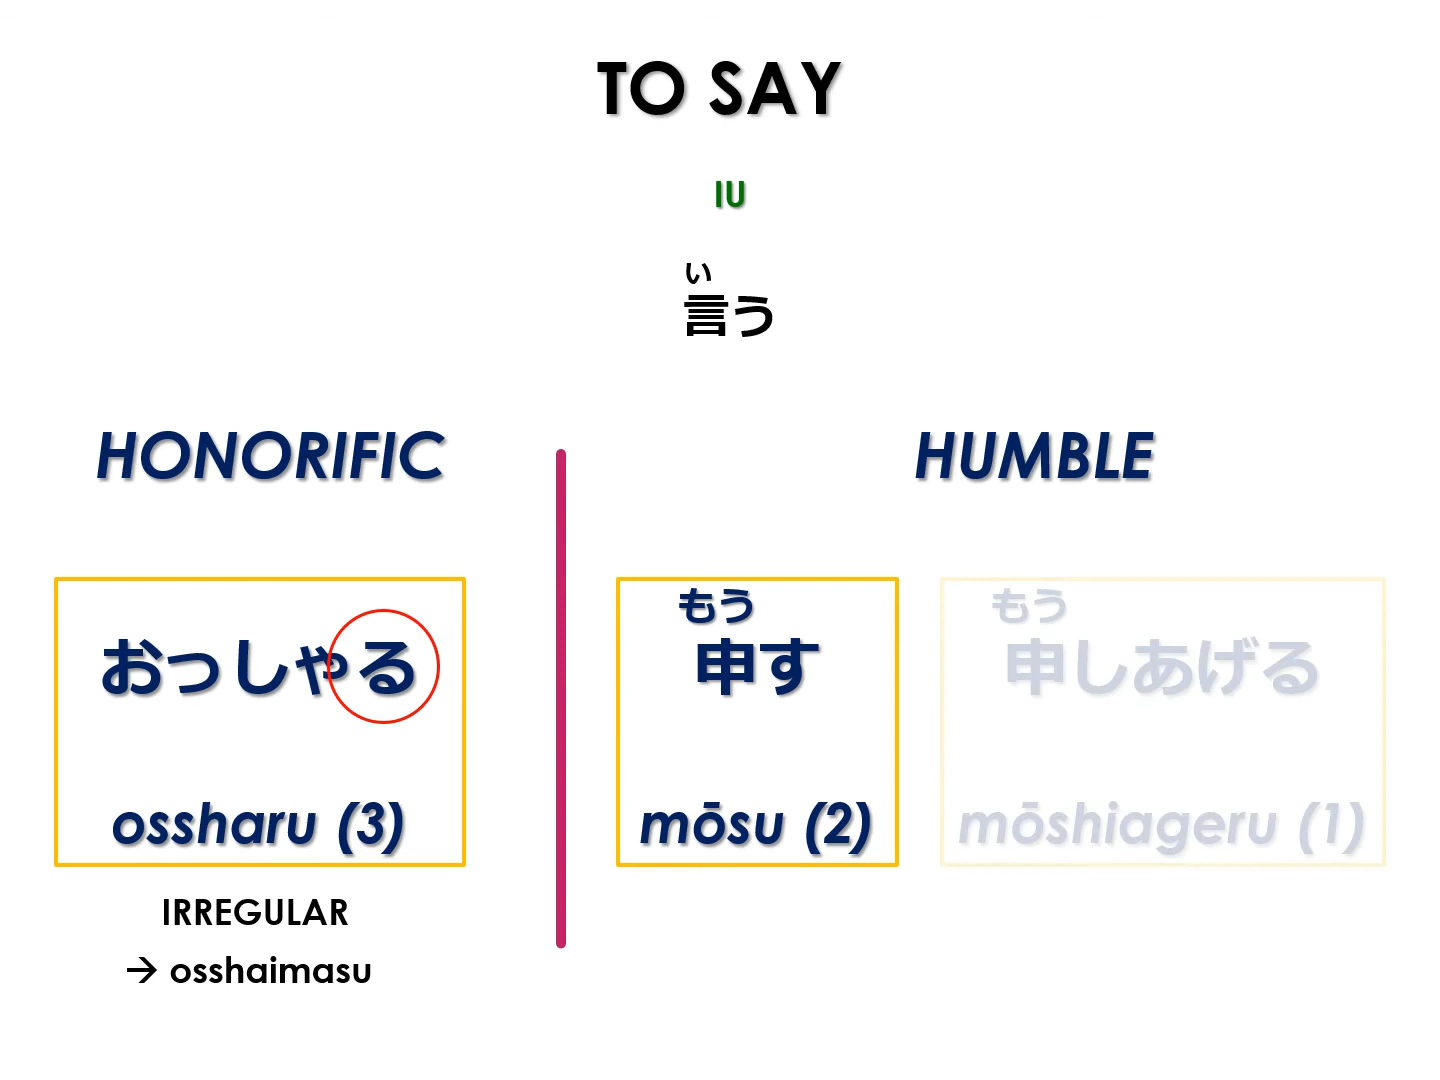 TO SAY
IU
い
言う
HONORIFIC
HUMBLE
おっしゃる
ossharu (3)
IRREGULAR
→ osshaimasu
もう
申す
mōsu (2)
もう
申しあげる
mōshiageru (1)